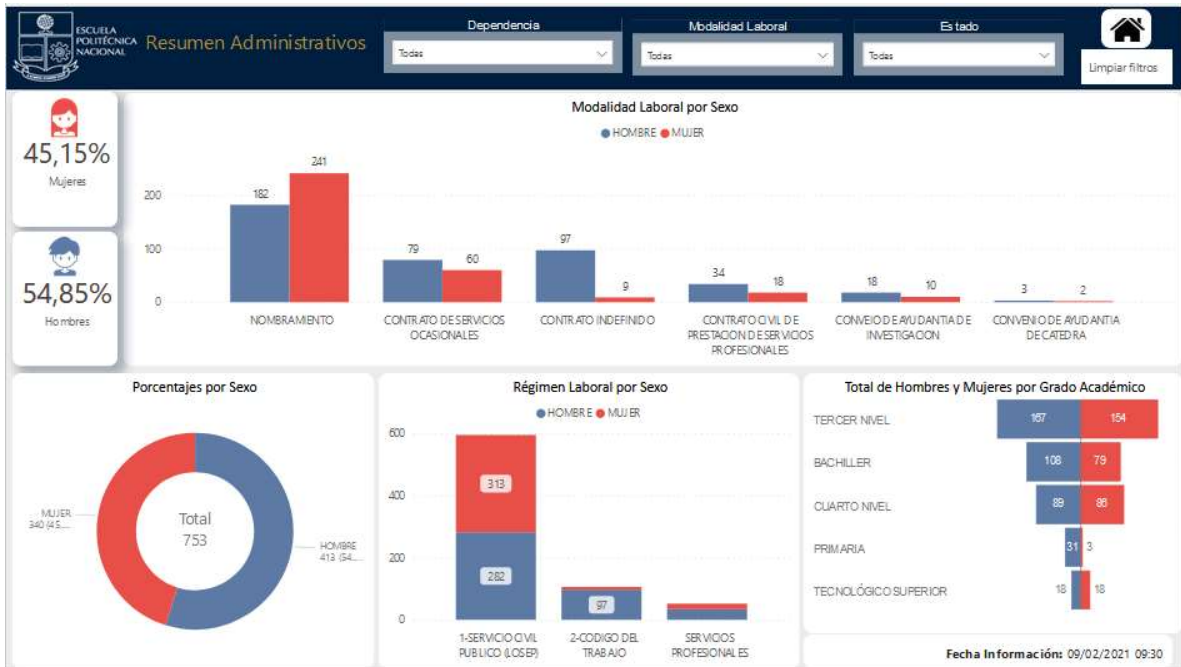 ESCUELA
POLITÉCNICA
NACIONAL
Resumen Administrativos
Dependencia
Todas
Modalidad Laboral
Todas
Estado
Todas
Limpiar filtros
45,15%
Mujeres
54,85%
Hombres
Modalidad Laboral por Sexo
HOMBRE MUJER
200
100
0
182
241
79
60
97
9
34
18
18
10
3
2
NOMBRAMIENTO
CONTRATO DE SERVICIOS
OCASIONALES
CONTRATO INDEFINIDO
CONTRATO CIVIL DE
PRESTACION DE SERVICIOS
PROFESIONALES
CONVEIO DE AYUDANTIA DE
INVESTIGACION
CONVENIO DE AYUDANTIA
DE CATEDRA
Porcentajes por Sexo
MUJER
340 (45....
Total
753
HOMBRE
413 (54....
Régimen Laboral por Sexo
HOMBRE MUJER
600
400
200
0
313
282
97
1-SERVICIO CIVIL
PUBLICO (LOSEP)
2-CODIGO DEL
TRABAJO
SERVICIOS
PROFESIONALES
Total de Hombres y Mujeres por Grado Académico
TERCER NIVEL 167 154
BACHILLER 108 79
CUARTO NIVEL 89 86
PRIMARIA 31 3
TECNOLÓGICO SUPERIOR 18 18
Fecha Información: 09/02/2021 09:30